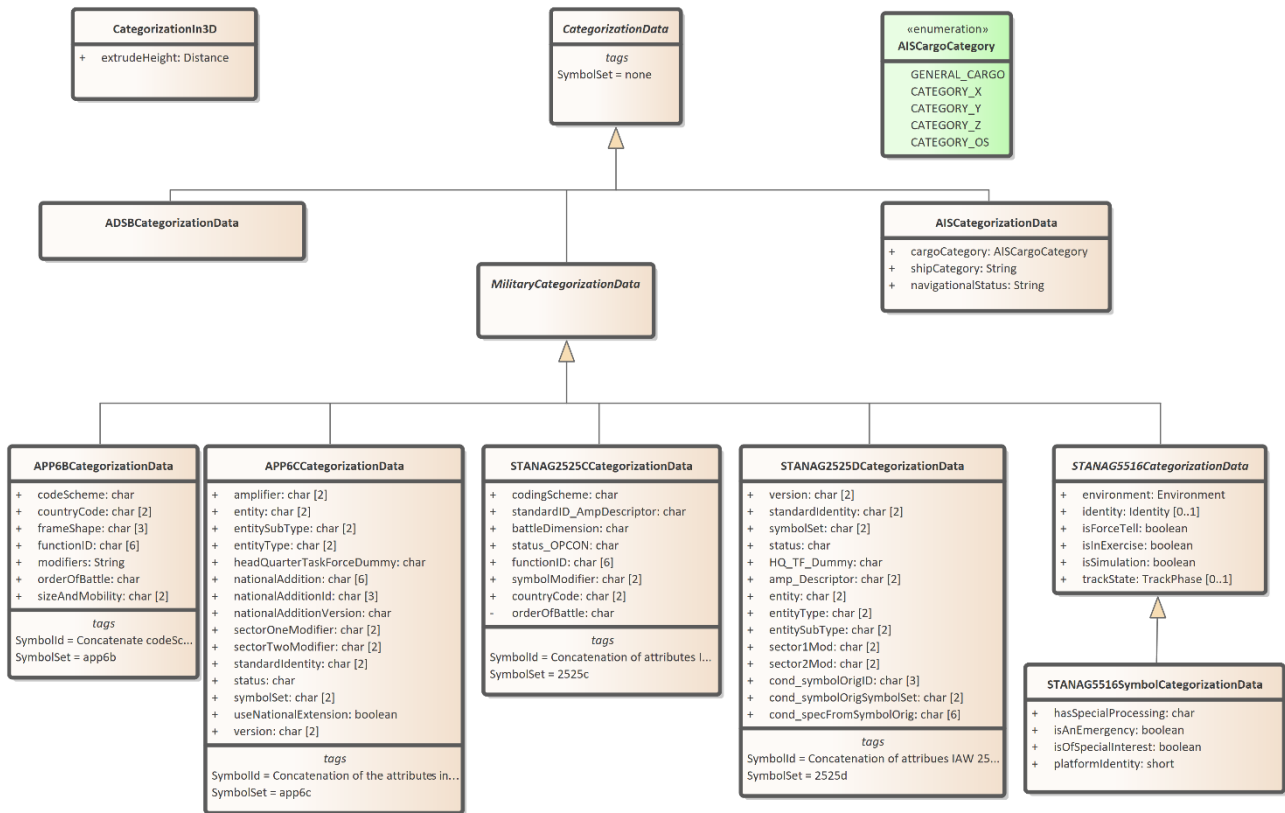 CategorizationIn3D
+ extrudeHeight: Distance
CategorizationData
tags
SymbolSet = none
«enumeration»
AISCargoCategory
GENERAL_CARGO
CATEGORY_X
CATEGORY_Y
CATEGORY_Z
CATEGORY_OS
ADSBCategorizationData
MilitaryCategorizationData
AISCategorizationData
+ cargoCategory: AISCargoCategory
+ shipCategory: String
+ navigationalStatus: String
APP6BCategorizationData
+ codeScheme: char
+ countryCode: char [2]
+ frameShape: char [3]
+ functionID: char [6]
+ modifiers: String
+ orderOfBattle: char
+ sizeAndMobility: char [2]
tags
SymbolId = Concatenate codeSc...
SymbolSet = app6b
APP6CCategorizationData
+ amplifier: char [2]
+ entity: char [2]
+ entitySubType: char [2]
+ entityType: char [2]
+ headQuarterTaskForceDummy: char
+ nationalAddition: char [6]
+ nationalAdditionId: char [3]
+ nationalAdditionVersion: char
+ sectorOneModifier: char [2]
+ sectorTwoModifier: char [2]
+ standardIdentity: char [2]
+ status: char
+ symbolSet: char [2]
+ useNationalExtension: boolean
+ version: char [2]
tags
SymbolId = Concatenation of the attributes in...
SymbolSet = app6c
STANAG2525CCategorizationData
+ codingScheme: char
+ standardID_AmpDescriptor: char
+ battleDimension: char
+ status_OPCON: char
+ functionID: char [6]
+ symbolModifier: char [2]
+ countryCode: char [2]
- orderOfBattle: char
tags
SymbolId = Concatenation of attributes I...
SymbolSet = 2525c
STANAG2525DCategorizationData
+ version: char [2]
+ standardIdentity: char [2]
+ symbolSet: char [2]
+ status: char
+ HQ_TF_Dummy: char
+ amp_Descriptor: char [2]
+ entity: char [2]
+ entityType: char [2]
+ entitySubType: char [2]
+ sector1Mod: char [2]
+ sector2Mod: char [2]
+ cond_symbolOrigID: char [3]
+ cond_symbolOrigSymbolSet: char [2]
+ cond_specFromSymbolOrig: char [6]
tags
SymbolId = Concatenation of attribues IAW 25...
SymbolSet = 2525d
STANAG5516CategorizationData
+ environment: Environment
+ identity: Identity [0..1]
+ isForceTell: boolean
+ isInExercise: boolean
+ isSimulation: boolean
+ trackState: TrackPhase [0..1]
STANAG5516SymbolCategorizationData
+ hasSpecialProcessing: char
+ isAnEmergency: boolean
+ isOfSpecialInterest: boolean
+ platformIdentity: short